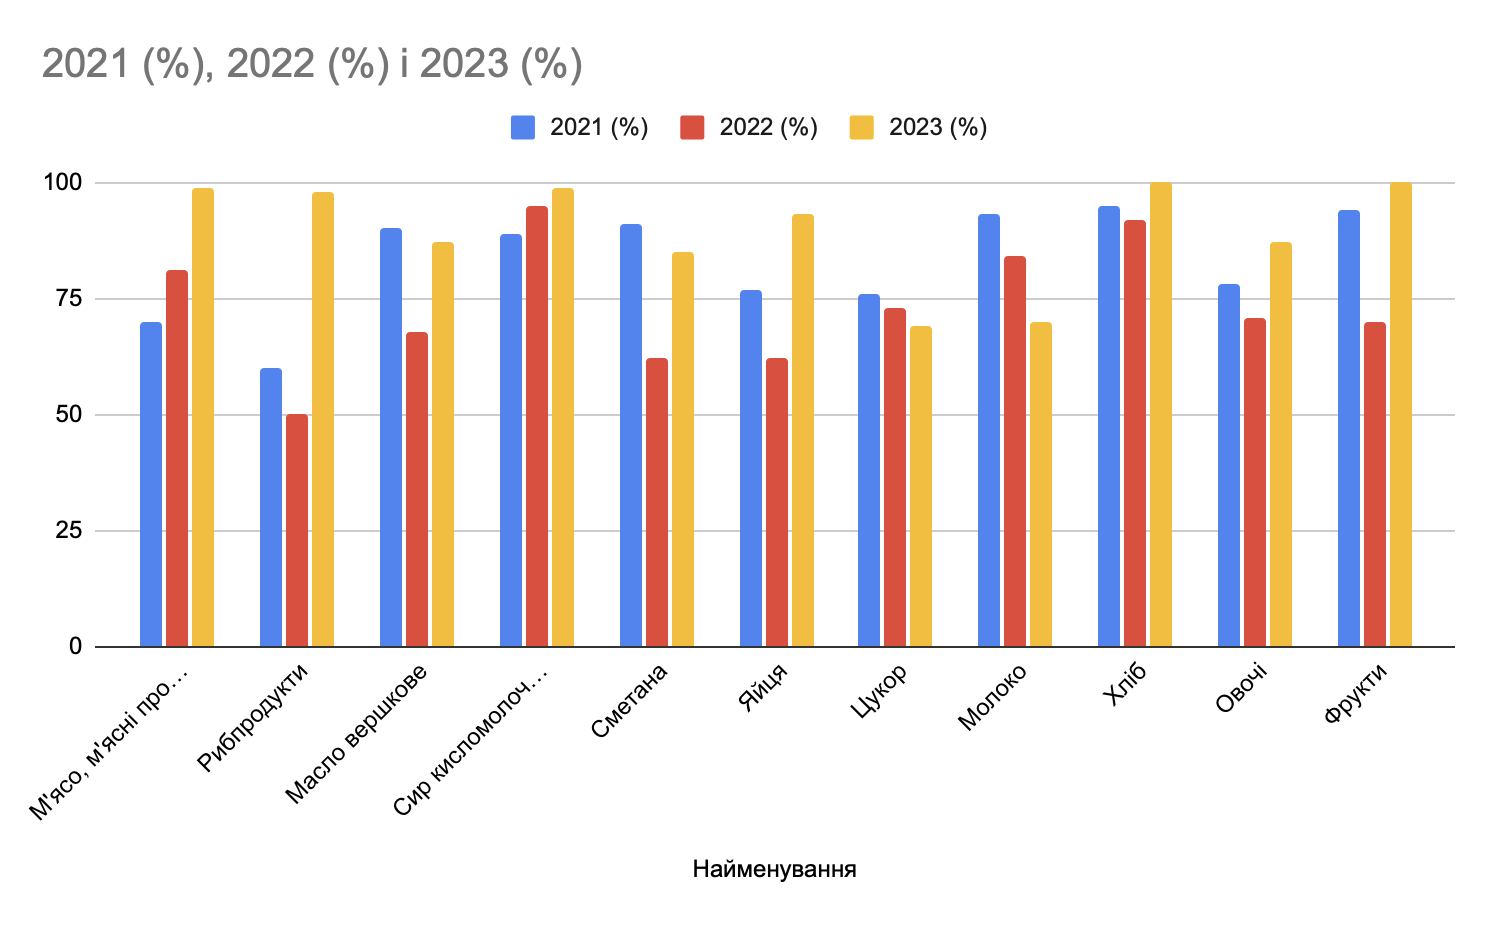 2021 (%), 2022 (%) і 2023 (%)
2021 (%) 2022 (%) 2023 (%)
100
75
50
25
0
М'ясо, м'ясні про...
Рибпродукти
Масло вершкове
Сир кисломолоч...
Сметана
Яйця
Цукор
Молоко
Хліб
Овочі
Фрукти
Найменування